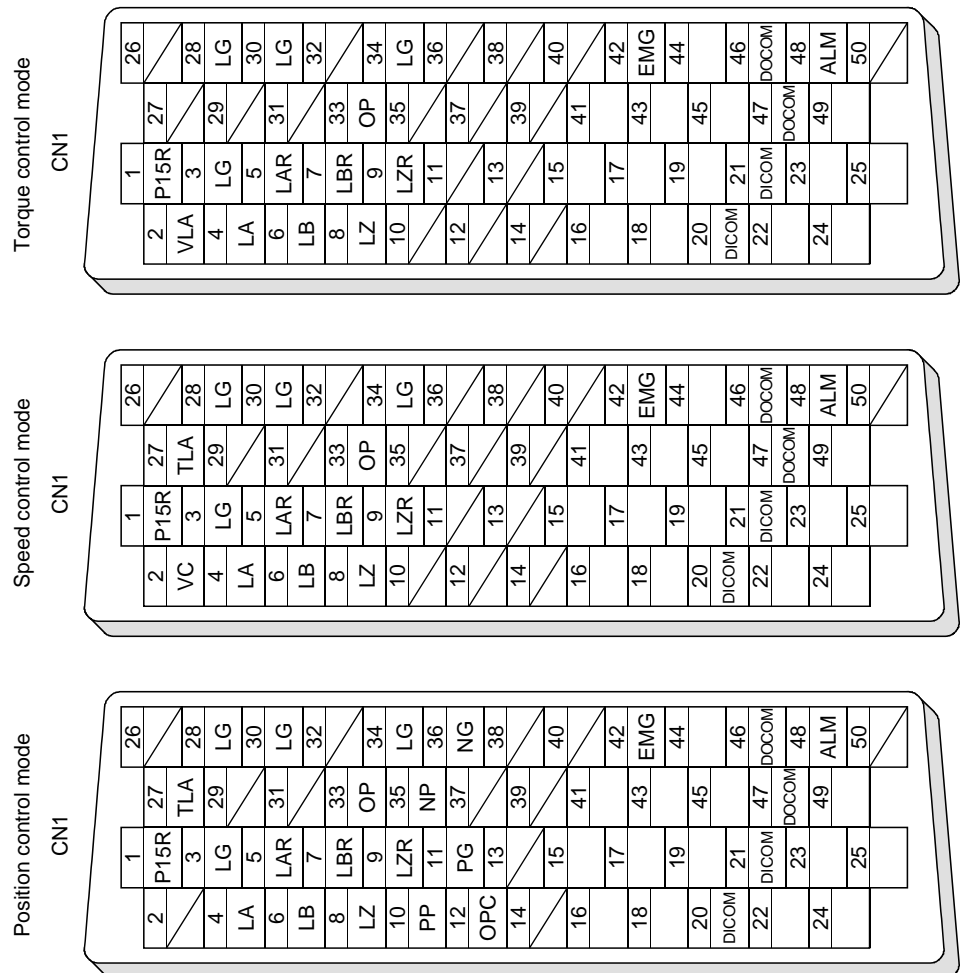 Position control mode
CN1
2
4
LA
6
LB
8
LZ
10
PP
12
OPC
14
16
18
20
DICOM
22
24
1
P15R
3
LG
5
LAR
7
LBR
9
LZR
11
PG
13
15
17
19
21
DICOM
23
25
27
TLA
29
31
33
OP
35
NP
37
39
41
43
45
47
DOCOM
49
26
28
LG
30
LG
32
34
LG
36
NG
38
40
42
EMG
44
46
DOCOM
48
ALM
50
Speed control mode
CN1
2
VC
4
LA
6
LB
8
LZ
10
12
14
16
18
20
DICOM
22
24
1
P15R
3
LG
5
LAR
7
LBR
9
LZR
11
13
15
17
19
21
DICOM
23
25
27
TLA
29
31
33
OP
35
37
39
41
43
45
47
DOCOM
49
26
28
LG
30
LG
32
34
LG
36
38
40
42
EMG
44
46
DOCOM
48
ALM
50
Torque control mode
CN1
2
VLA
4
LA
6
LB
8
LZ
10
12
14
16
18
20
DICOM
22
24
1
P15R
3
LG
5
LAR
7
LBR
9
LZR
11
13
15
17
19
21
DICOM
23
25
27
29
31
33
OP
35
37
39
41
43
45
47
DOCOM
49
26
28
LG
30
LG
32
34
LG
36
38
40
42
EMG
44
46
DOCOM
48
ALM
50